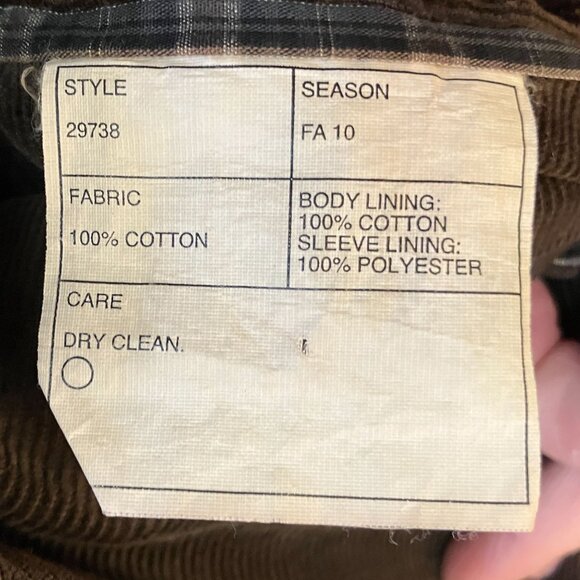 STYLE
29738
SEASON
FA 10
FABRIC
100% COTTON
BODY LINING:
100% COTTON
SLEEVE LINING:
100% POLYESTER
CARE
DRY CLEAN.